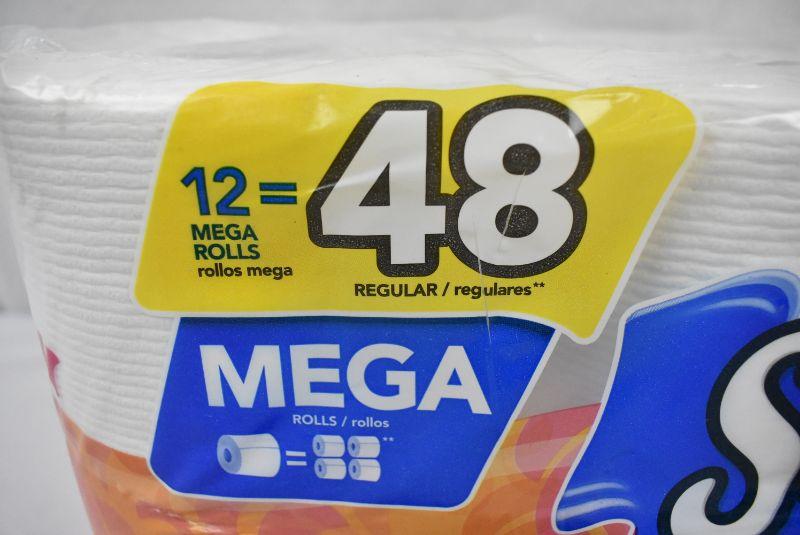 12 = 48
MEGA
ROLLS
rollos mega
REGULAR / regulares**
MEGA
ROLLS / rollos
= **